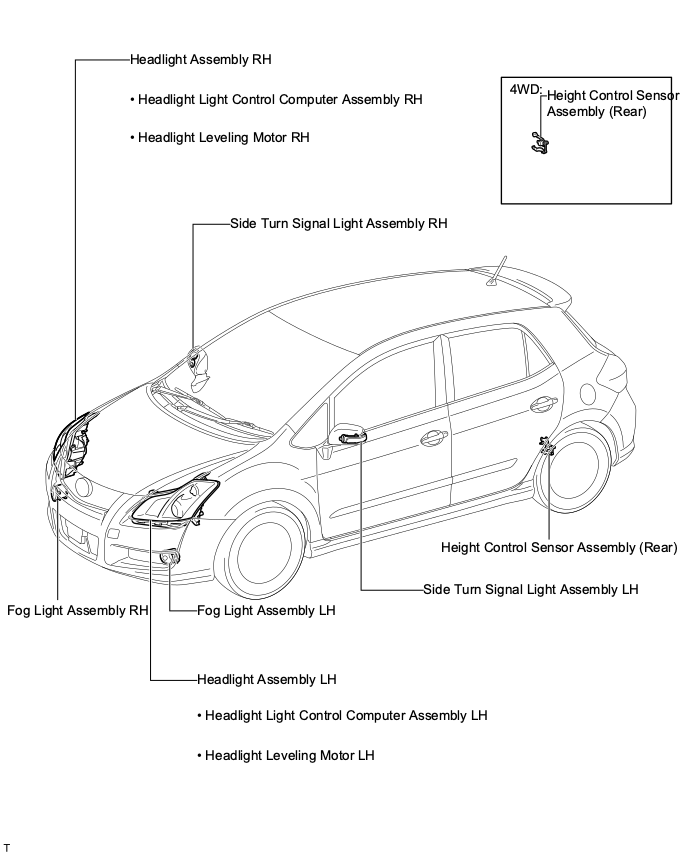 Headlight Assembly RH
• Headlight Light Control Computer Assembly RH
• Headlight Leveling Motor RH
4WD:
Height Control Sensor
Assembly (Rear)
Side Turn Signal Light Assembly RH
Height Control Sensor Assembly (Rear)
Side Turn Signal Light Assembly LH
Fog Light Assembly RH
Fog Light Assembly LH
Headlight Assembly LH
• Headlight Light Control Computer Assembly LH
• Headlight Leveling Motor LH
T